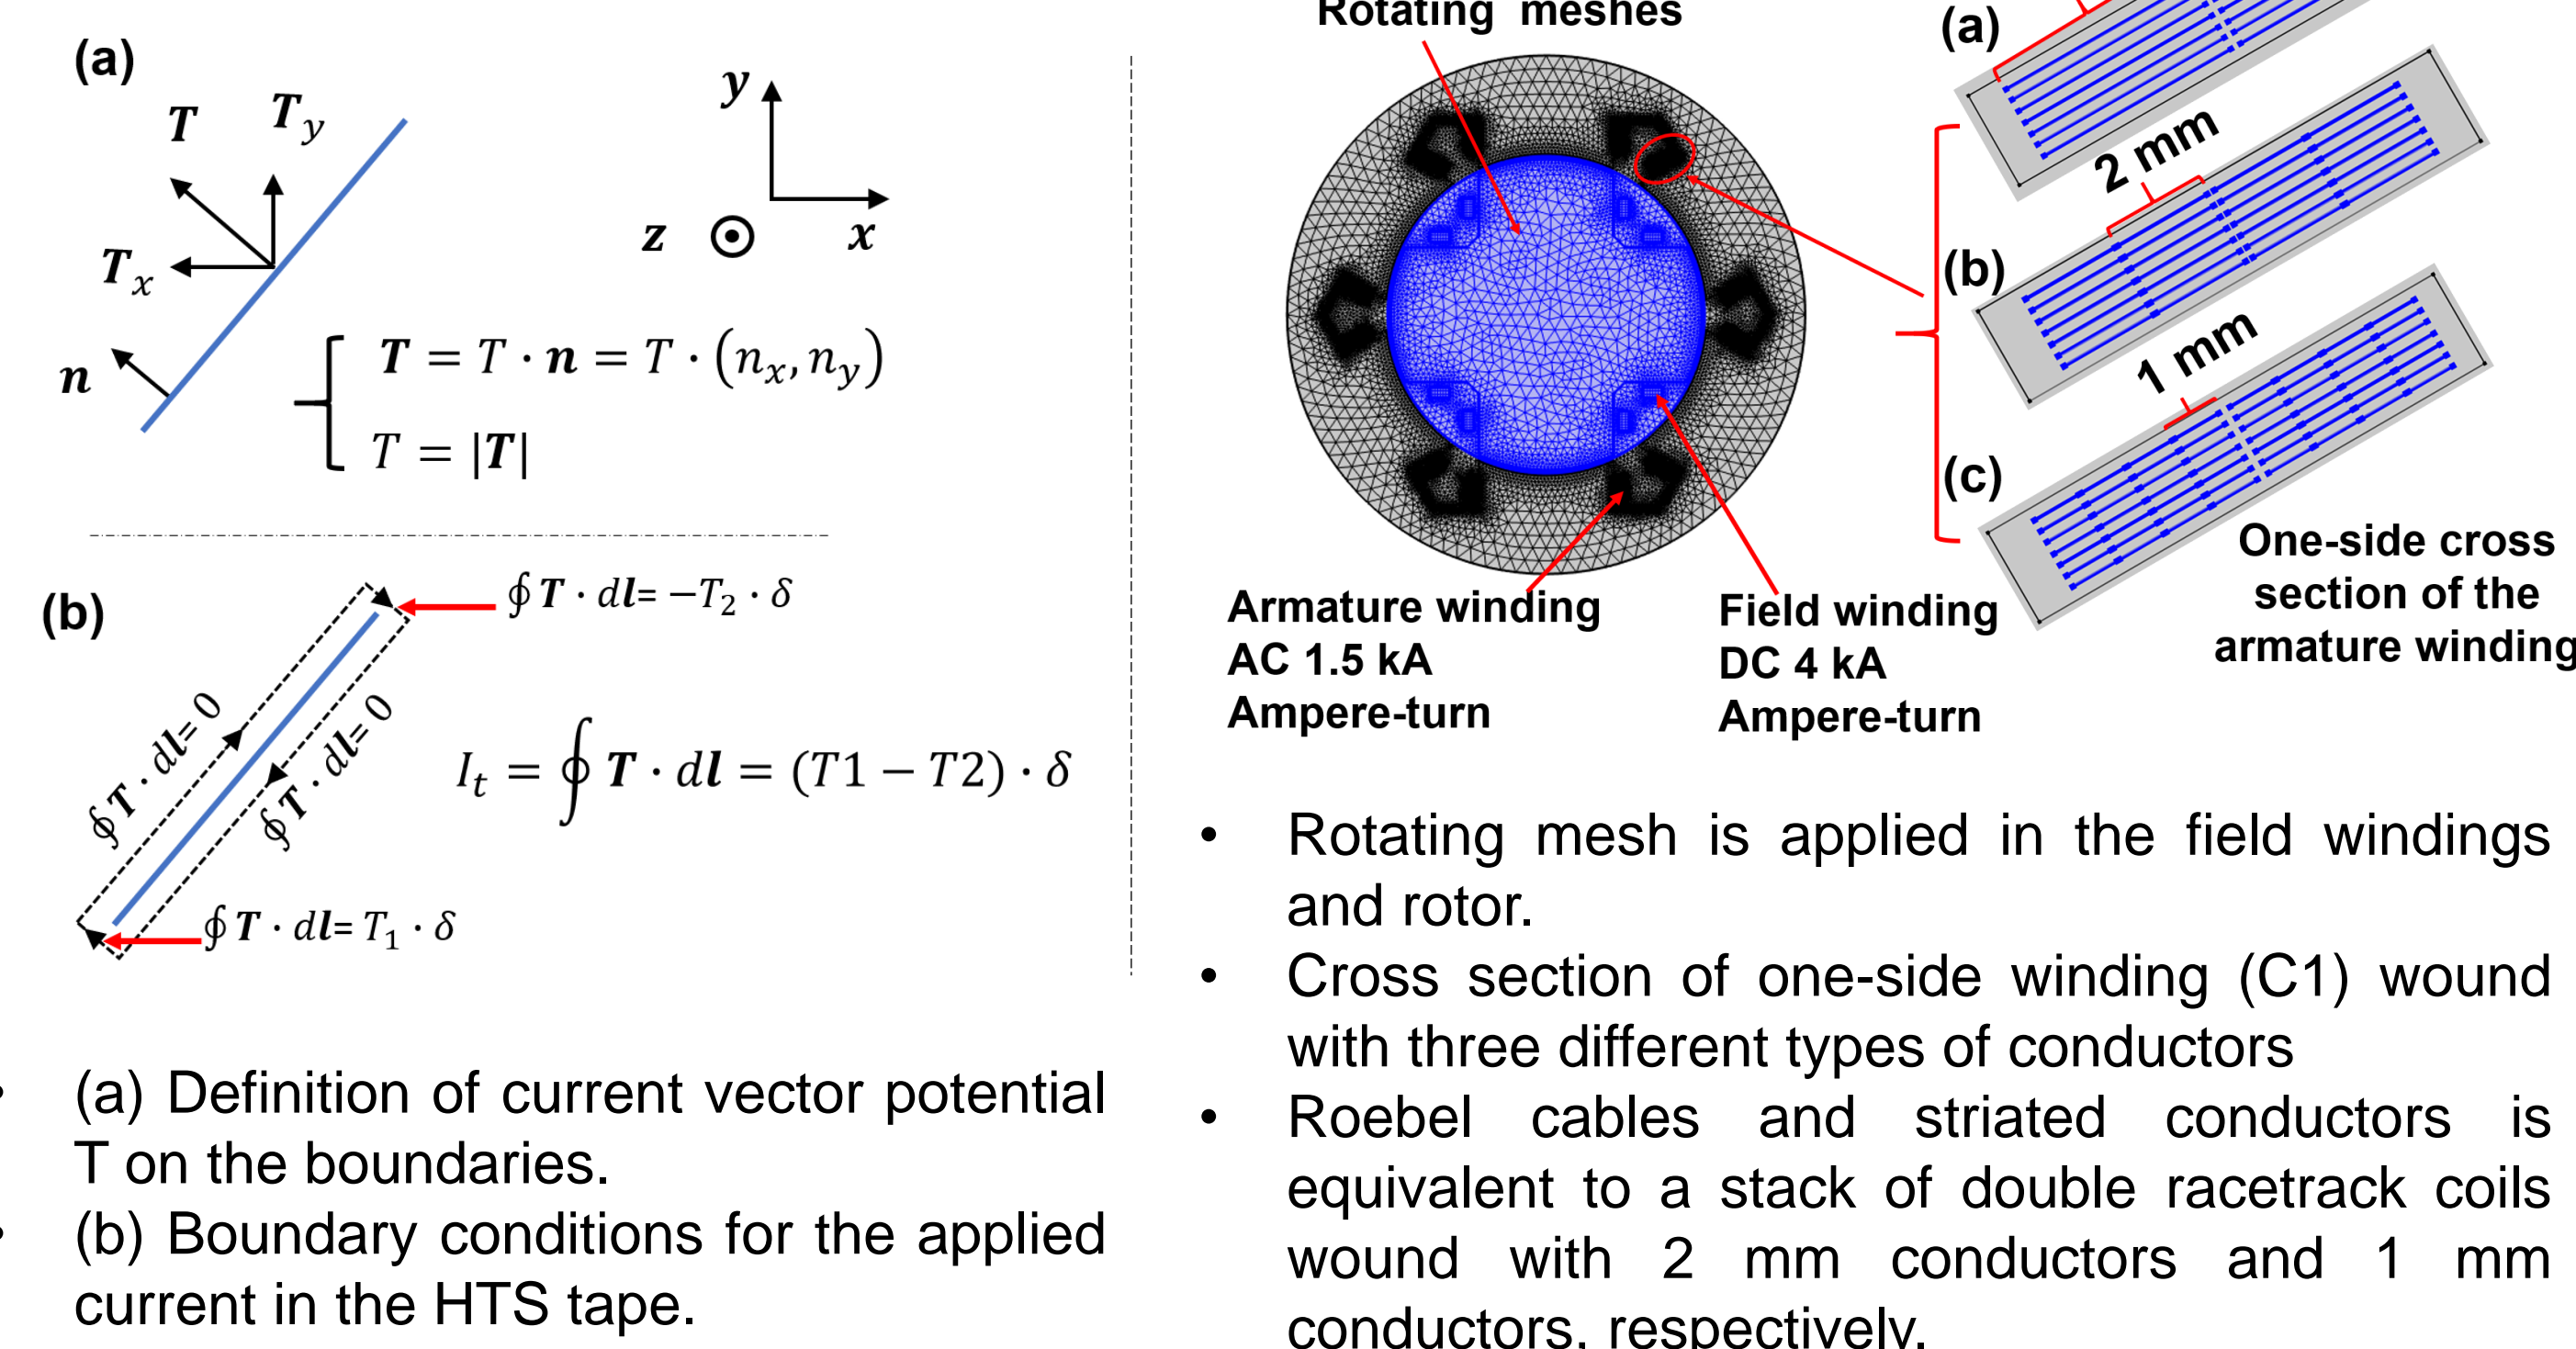 (a)
T
T_y
T_x
n
y
x
z
T = T · n = T · (n_x, n_y)
T = |T|
(b)
∮ T · dl= −T_2 · δ
∮ T · dl= 0
∮ T · dl= 0
I_t = ∮ T · dl = (T1 − T2) · δ
∮ T · dl= T_1 · δ
• (a) Definition of current vector potential
T on the boundaries.
• (b) Boundary conditions for the applied
current in the HTS tape.
Rotating meshes
(a)
2 mm
(b)
1 mm
(c)
One-side cross
section of the
armature winding
Armature winding
AC 1.5 kA
Ampere-turn
Field winding
DC 4 kA
Ampere-turn
• Rotating mesh is applied in the field windings
and rotor.
• Cross section of one-side winding (C1) wound
with three different types of conductors
• Roebel cables and striated conductors is
equivalent to a stack of double racetrack coils
wound with 2 mm conductors and 1 mm
conductors, respectively.